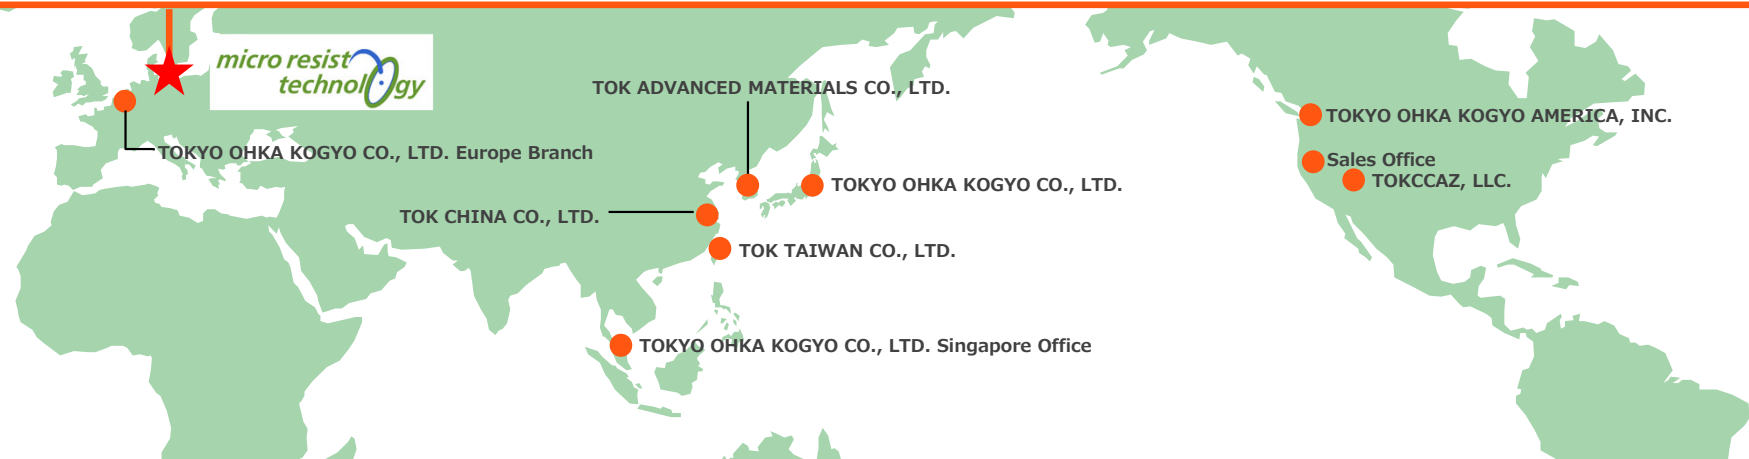 micro resist
technology
TOK ADVANCED MATERIALS CO., LTD.
TOKYO OHKA KOGYO AMERICA, INC.
TOKYO OHKA KOGYO CO., LTD. Europe Branch
Sales Office
TOKCCAZ, LLC.
TOKYO OHKA KOGYO CO., LTD.
TOK CHINA CO., LTD.
TOK TAIWAN CO., LTD.
TOKYO OHKA KOGYO CO., LTD. Singapore Office